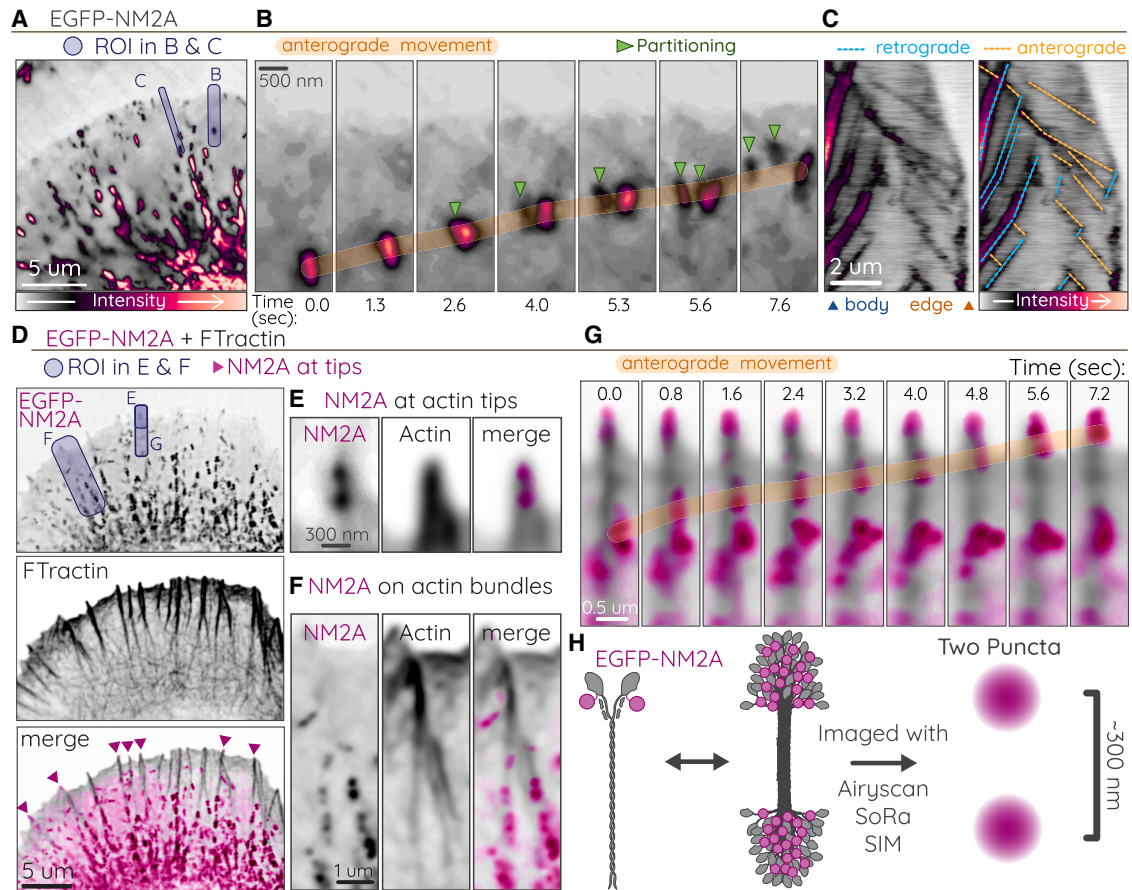 A EGFP-NM2A
ROI in B & C
C
B
5 um
Intensity
B
anterograde movement
Partitioning
500 nm
Time (sec):
0.0 1.3 2.6 4.0 5.3 5.6 7.6
C
retrograde anterograde
2 um
Intensity
body edge
D EGFP-NM2A + FTractin
ROI in E & F NM2A at tips
EGFP-
NM2A
E
F
G
FTractin
merge
5 um
E NM2A at actin tips
NM2A Actin merge
300 nm
F NM2A on actin bundles
NM2A Actin merge
1 um
G
anterograde movement
Time (sec):
0.0 0.8 1.6 2.4 3.2 4.0 4.8 5.6 7.2
0.5 um
H EGFP-NM2A
Imaged with
Airyscan
SoRa
SIM
Two Puncta
~300 nm